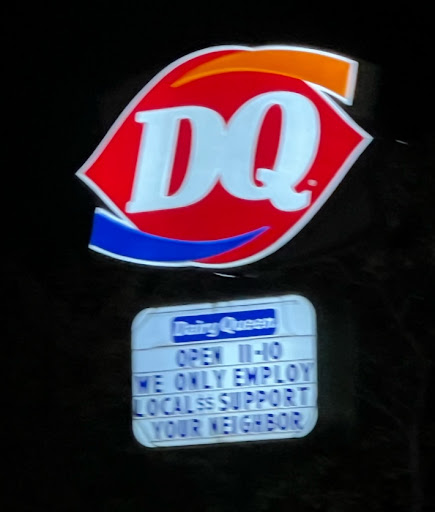 DQ
Dairy Queen
OPEN 11-10
WE ONLY EMPLOY
LOCALSS SUPPORT
YOUR NEIGHBOR